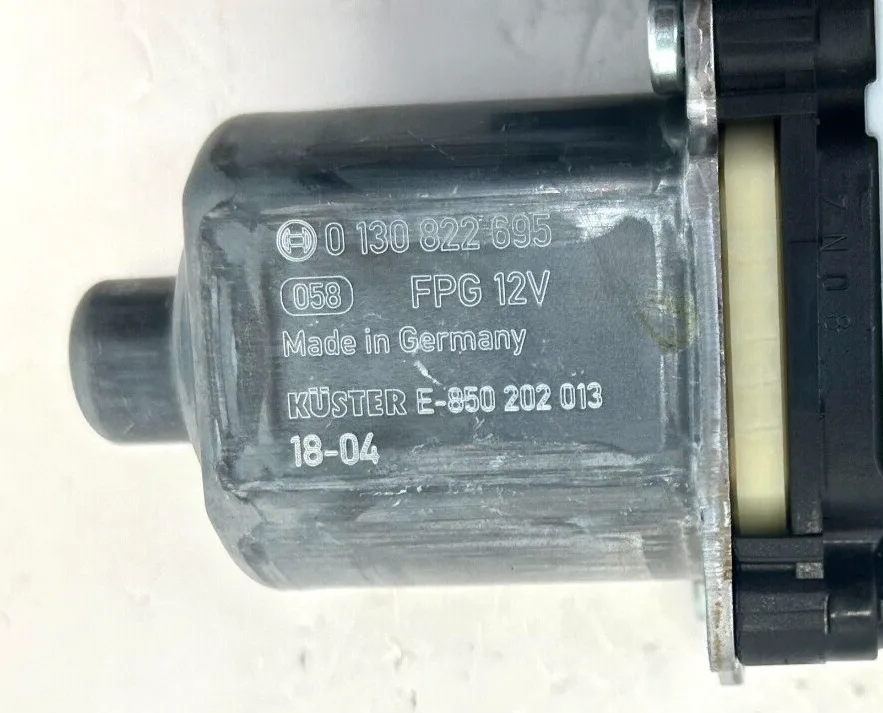 0 130 822 695
058 FPG 12V
Made in Germany
KÜSTER E-850 202 013
18-04